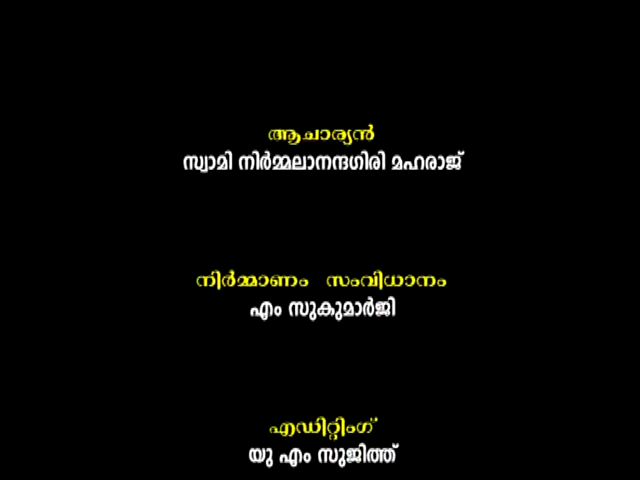 ആചാര്യൻ
സ്വാമി നിർമ്മലാനന്ദഗിരി മഹരാജ്
നിർമ്മാണം സംവിധാനം
എം സുകുമാർജി
എഡിറ്റിംഗ്
യു എം സുജിത്ത്